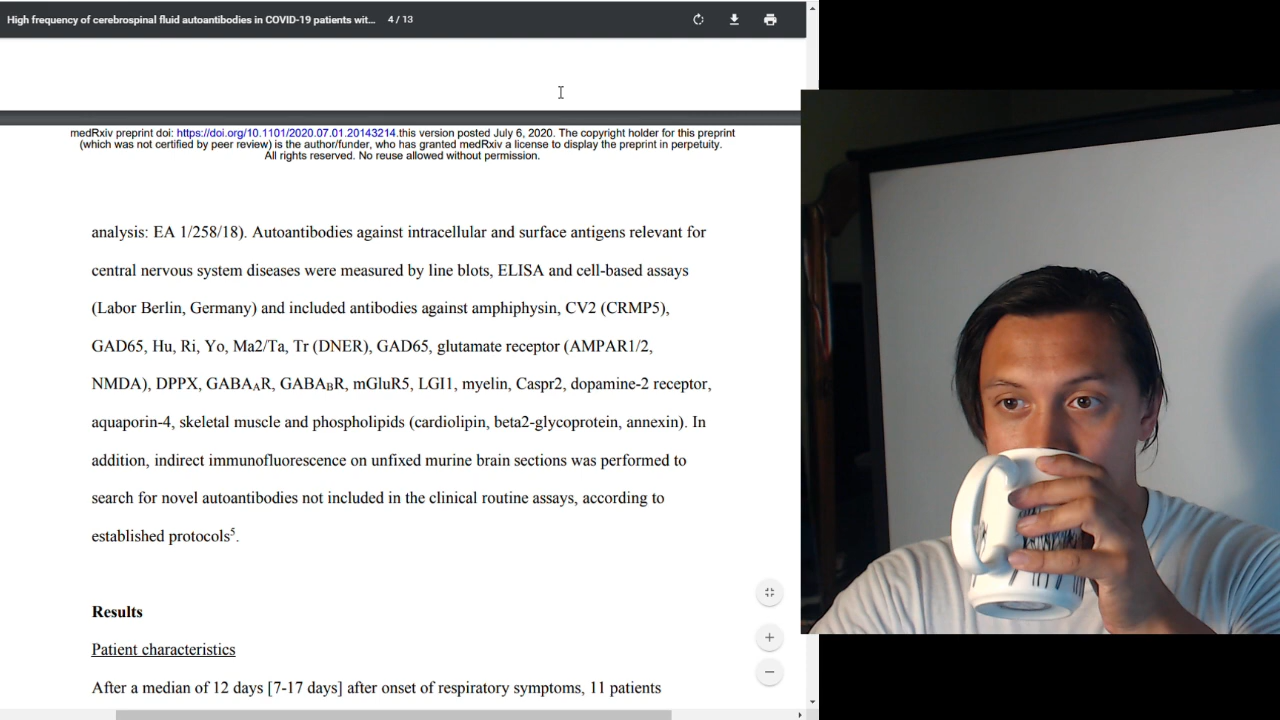 High frequency of cerebrospinal fluid autoantibodies in COVID-19 patients wit... 4 / 13
medRxiv preprint doi: https://doi.org/10.1101/2020.07.01.20143214.this version posted July 6, 2020. The copyright holder for this preprint
(which was not certified by peer review) is the author/funder, who has granted medRxiv a license to display the preprint in perpetuity.
All rights reserved. No reuse allowed without permission.
analysis: EA 1/258/18). Autoantibodies against intracellular and surface antigens relevant for
central nervous system diseases were measured by line blots, ELISA and cell-based assays
(Labor Berlin, Germany) and included antibodies against amphiphysin, CV2 (CRMP5),
GAD65, Hu, Ri, Yo, Ma2/Ta, Tr (DNER), GAD65, glutamate receptor (AMPAR1/2,
NMDA), DPPX, GABAAR, GABABR, mGluR5, LGI1, myelin, Caspr2, dopamine-2 receptor,
aquaporin-4, skeletal muscle and phospholipids (cardiolipin, beta2-glycoprotein, annexin). In
addition, indirect immunofluorescence on unfixed murine brain sections was performed to
search for novel autoantibodies not included in the clinical routine assays, according to
established protocols5.
Results
Patient characteristics
After a median of 12 days [7-17 days] after onset of respiratory symptoms, 11 patients